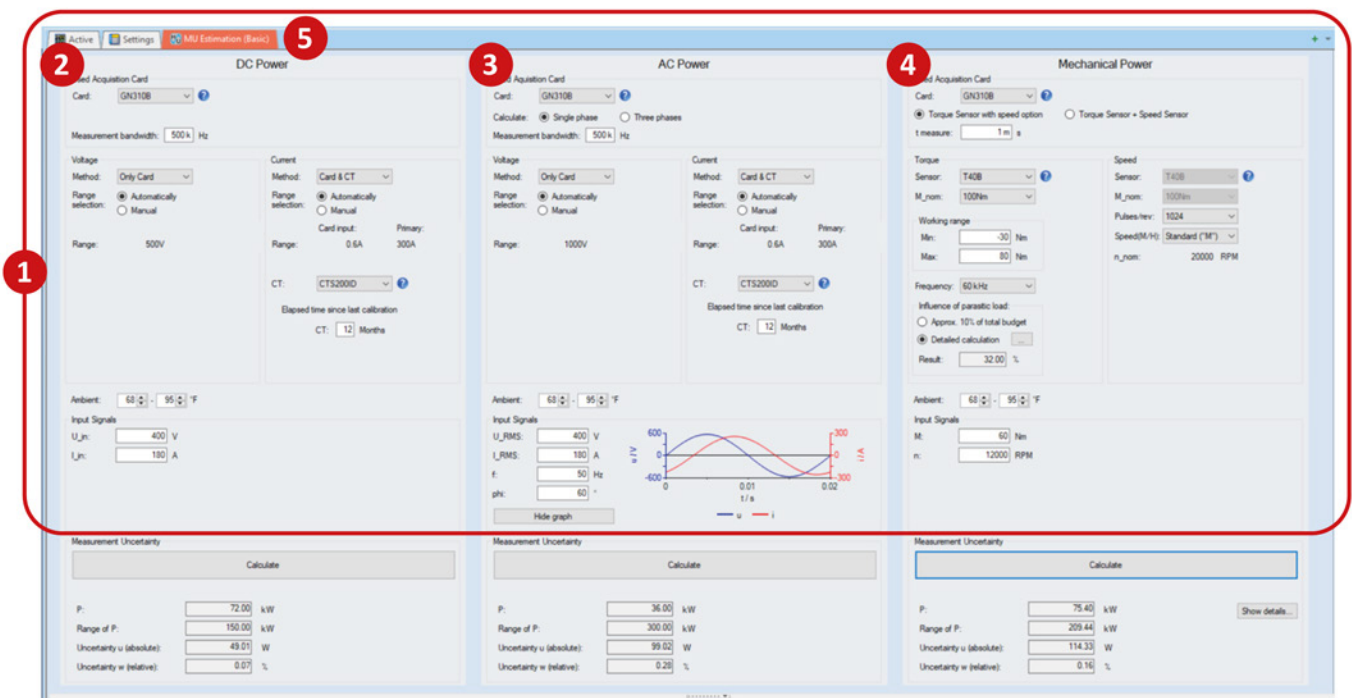 Active Settings MU Estimation (Basic) 5
2 DC Power
Card:
GN310B
Measurement bandwidth: 500 k Hz
Voltage Current
Method: Only Card Method: Card & CT
Range selection: Automatically Range selection: Automatically
Manual Manual
Card input: Primary:
Range: 500V Range: 0.6A 300A
CT: CTS200ID
Elapsed time since last calibration
CT: 12 Months
Ambient: 68 - 95 °F
Input Signals
U_in: 400 V
I_in: 180 A
Measurement Uncertainty
Calculate
P: 72.00 kW
Range of P: 150.00 kW
Uncertainty u (absolute): 49.01 W
Uncertainty w (relative): 0.07 %
3 AC Power
Card: GN310B
Calculate: Single phase Three phases
Measurement bandwidth: 500 k Hz
Voltage Current
Method: Only Card Method: Card & CT
Range selection: Automatically Range selection: Automatically
Manual Manual
Card input: Primary:
Range: 1000V Range: 0.6A 300A
CT: CTS200ID
Elapsed time since last calibration
CT: 12 Months
Ambient: 68 - 95 °F
Input Signals
U_RMS: 400 V
I_RMS: 180 A
f: 50 Hz
phi: 60 °
Hide graph
600 300
u / V 0 0 i / A
-600 -300
0 0.01 0.02
t / s
u i
Measurement Uncertainty
Calculate
P: 36.00 kW
Range of P: 300.00 kW
Uncertainty u (absolute): 99.02 W
Uncertainty w (relative): 0.28 %
4 Mechanical Power
Card: GN310B
Torque Sensor with speed option Torque Sensor + Speed Sensor
t measure: 1 m s
Torque Speed
Sensor: T40B Sensor: T40B
M_nom: 100Nm M_nom: 100Nm
Pulses/rev: 1024
Working range
Min: -30 Nm Speed(M/H): Standard ("M")
Max: 80 Nm n_nom: 20000 RPM
Frequency: 60 kHz
Influence of parasitic load:
Approx. 10% of total budget
Detailed calculation ...
Result: 32.00 %
Ambient: 68 - 95 °F
Input Signals
M: 60 Nm
n: 12000 RPM
Measurement Uncertainty
Calculate
P: 75.40 kW Show details...
Range of P: 209.44 kW
Uncertainty u (absolute): 114.33 W
Uncertainty w (relative): 0.16 %
1